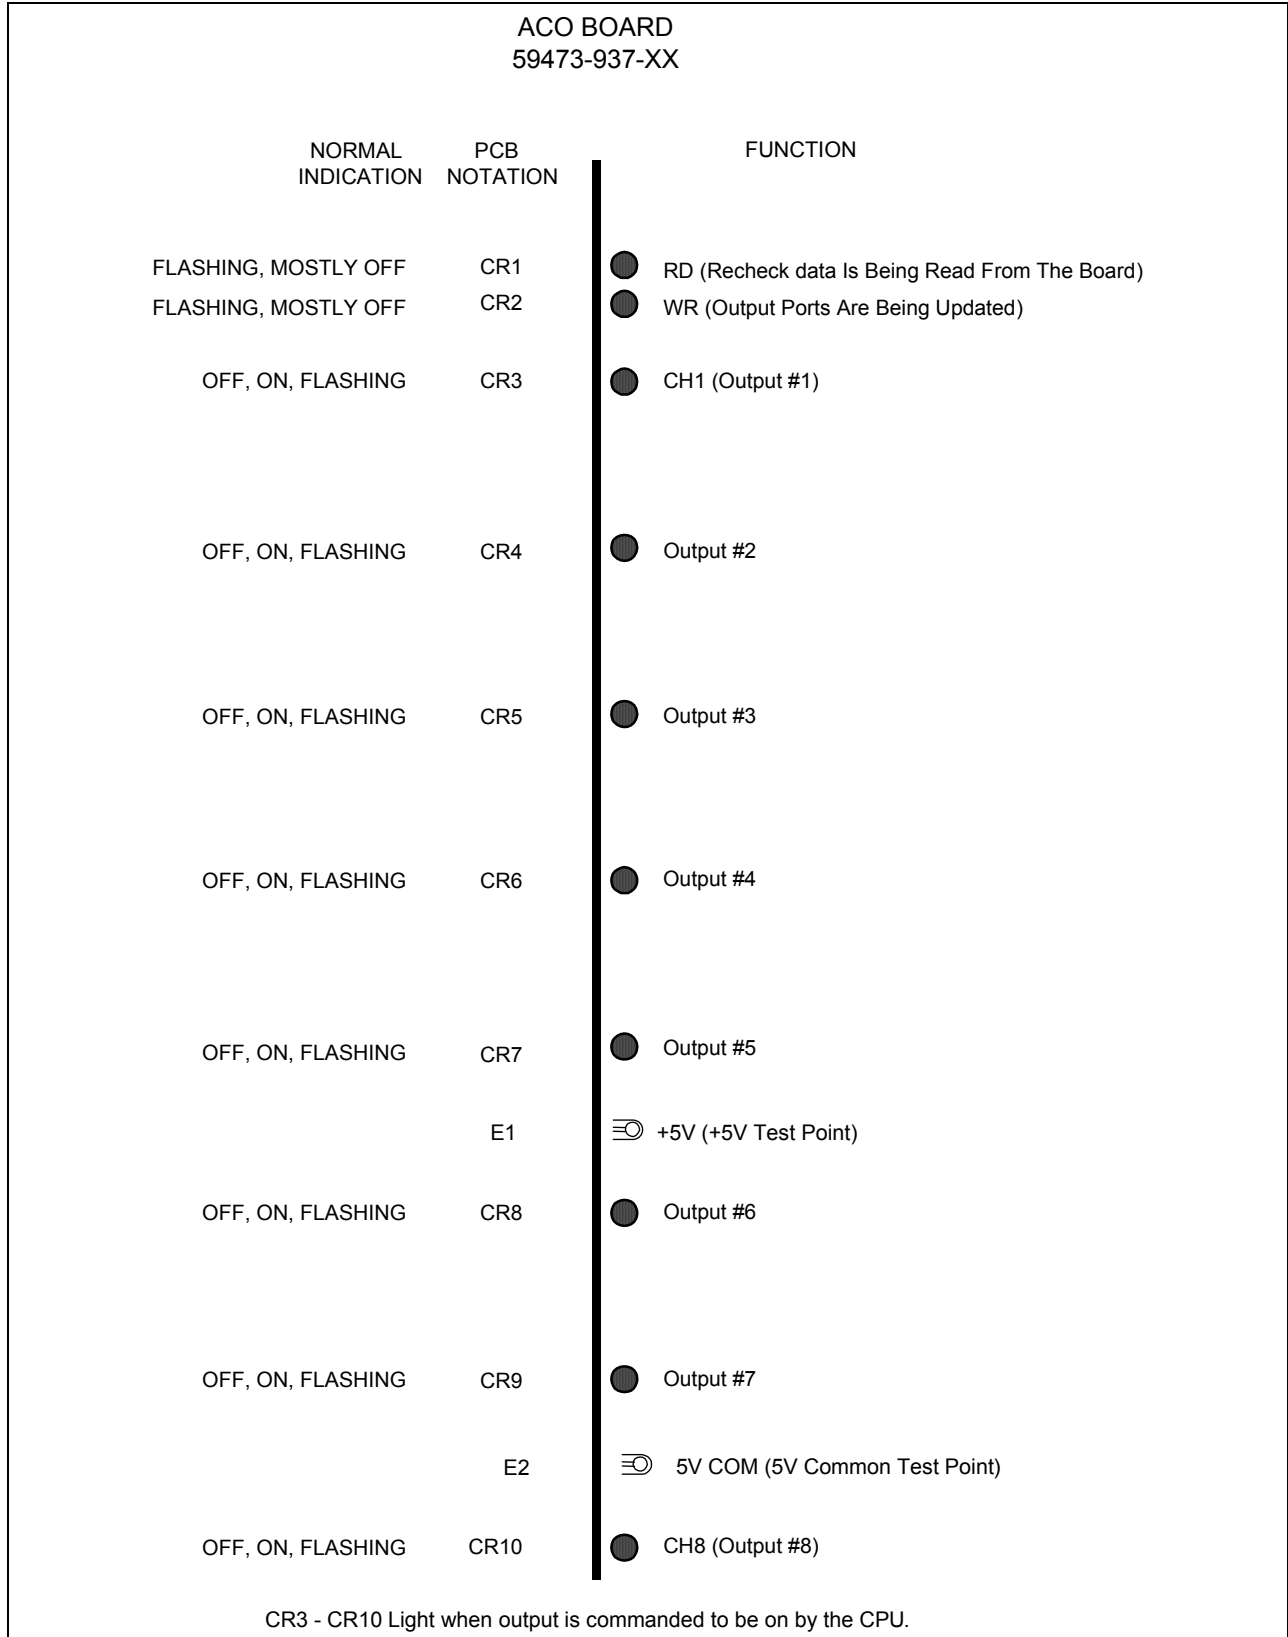 ACO BOARD
59473-937-XX
NORMAL INDICATION PCB NOTATION FUNCTION
FLASHING, MOSTLY OFF CR1 RD (Recheck data Is Being Read From The Board)
FLASHING, MOSTLY OFF CR2 WR (Output Ports Are Being Updated)
OFF, ON, FLASHING CR3 CH1 (Output #1)
OFF, ON, FLASHING CR4 Output #2
OFF, ON, FLASHING CR5 Output #3
OFF, ON, FLASHING CR6 Output #4
OFF, ON, FLASHING CR7 Output #5
E1 +5V (+5V Test Point)
OFF, ON, FLASHING CR8 Output #6
OFF, ON, FLASHING CR9 Output #7
E2 5V COM (5V Common Test Point)
OFF, ON, FLASHING CR10 CH8 (Output #8)
CR3 - CR10 Light when output is commanded to be on by the CPU.